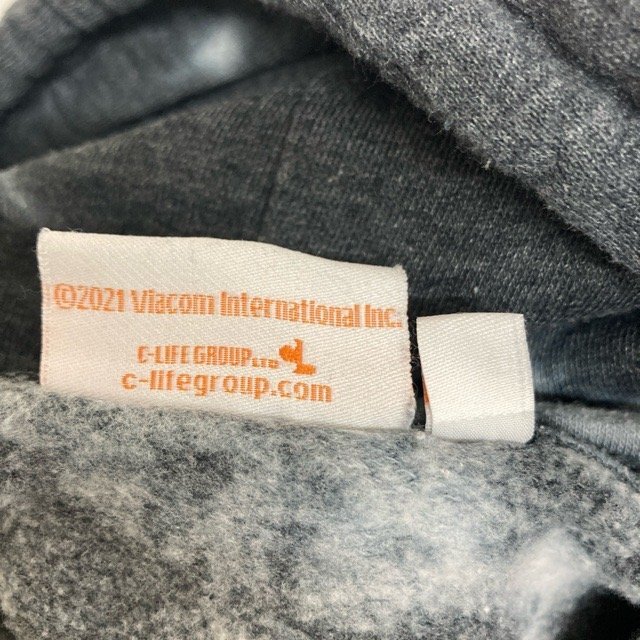 ©2021 Viacom International Inc.
C-LIFE GROUP LTD
c-lifegroup.com